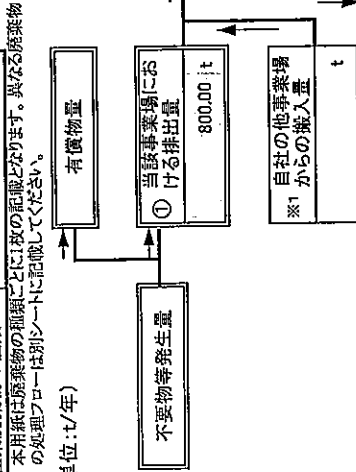 本用紙は廃棄物の種類ごとに1枚の記載となります。異なる廃棄物
の処理フローは別シートに記載してください。
単位:t/年)
有償物量
不要物等発生量
① 当該事業場にお
ける排出量
800.00 t
※1 自社の他事業場
からの搬入量
t